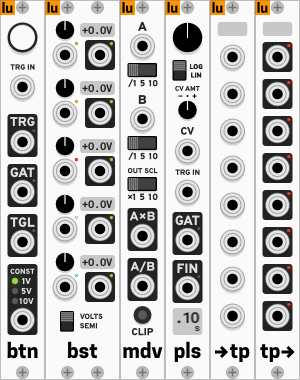 lu
TRG IN
TRG
GAT
TGL
CONST
1V
5V
10V
btn
lu
+0.0V
+0.0V
+0.0V
+0.0V
+0.0V
VOLTS
SEMI
bst
lu
A
/1 5 10
B
/1 5 10
OUT SCL
×1 5 10
A×B
A/B
CLIP
mdv
lu
LOG
LIN
CV AMT
- • +
CV
TRG IN
GAT
FIN
.10
s
pls
lu
→tp
lu
tp→